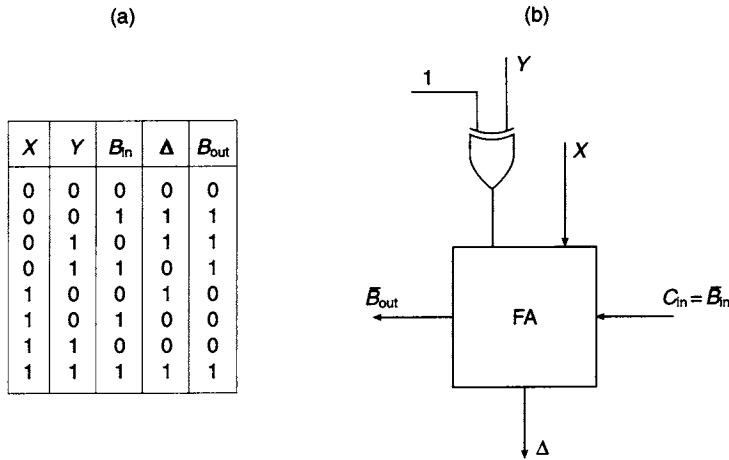 (a)
X Y B_in Δ B_out
0 0 0 0 0
0 0 1 1 1
0 1 0 1 1
0 1 1 0 1
1 0 0 1 0
1 0 1 0 0
1 1 0 0 0
1 1 1 1 1
(b)
1
Y
X
B̄_out
FA
C_in = B̄_in
Δ